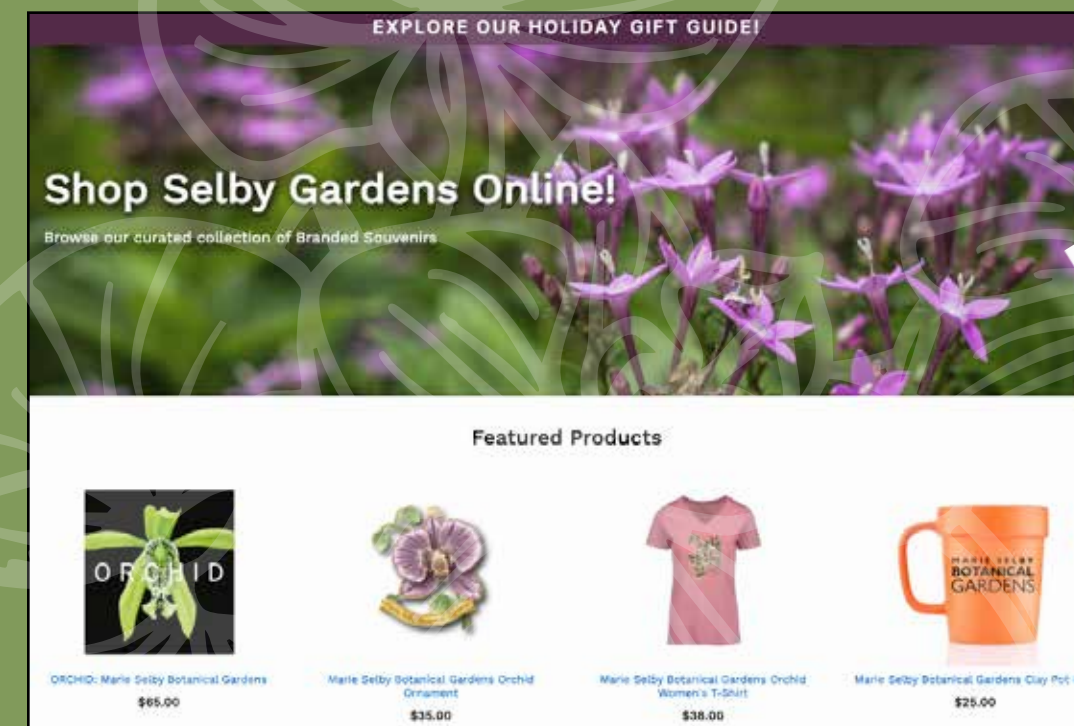 EXPLORE OUR HOLIDAY GIFT GUIDE!
Shop Selby Gardens Online!
Browse our curated collection of Branded Souvenirs
Featured Products
ORCHID
MARIE SELBY
BOTANICAL
GARDENS
ORCHID: Marie Selby Botanical Gardens
$65.00
Marie Selby Botanical Gardens Orchid
Ornament
$35.00
Marie Selby Botanical Gardens Orchid
Women's T-Shirt
$38.00
Marie Selby Botanical Gardens Clay Pot
$25.00